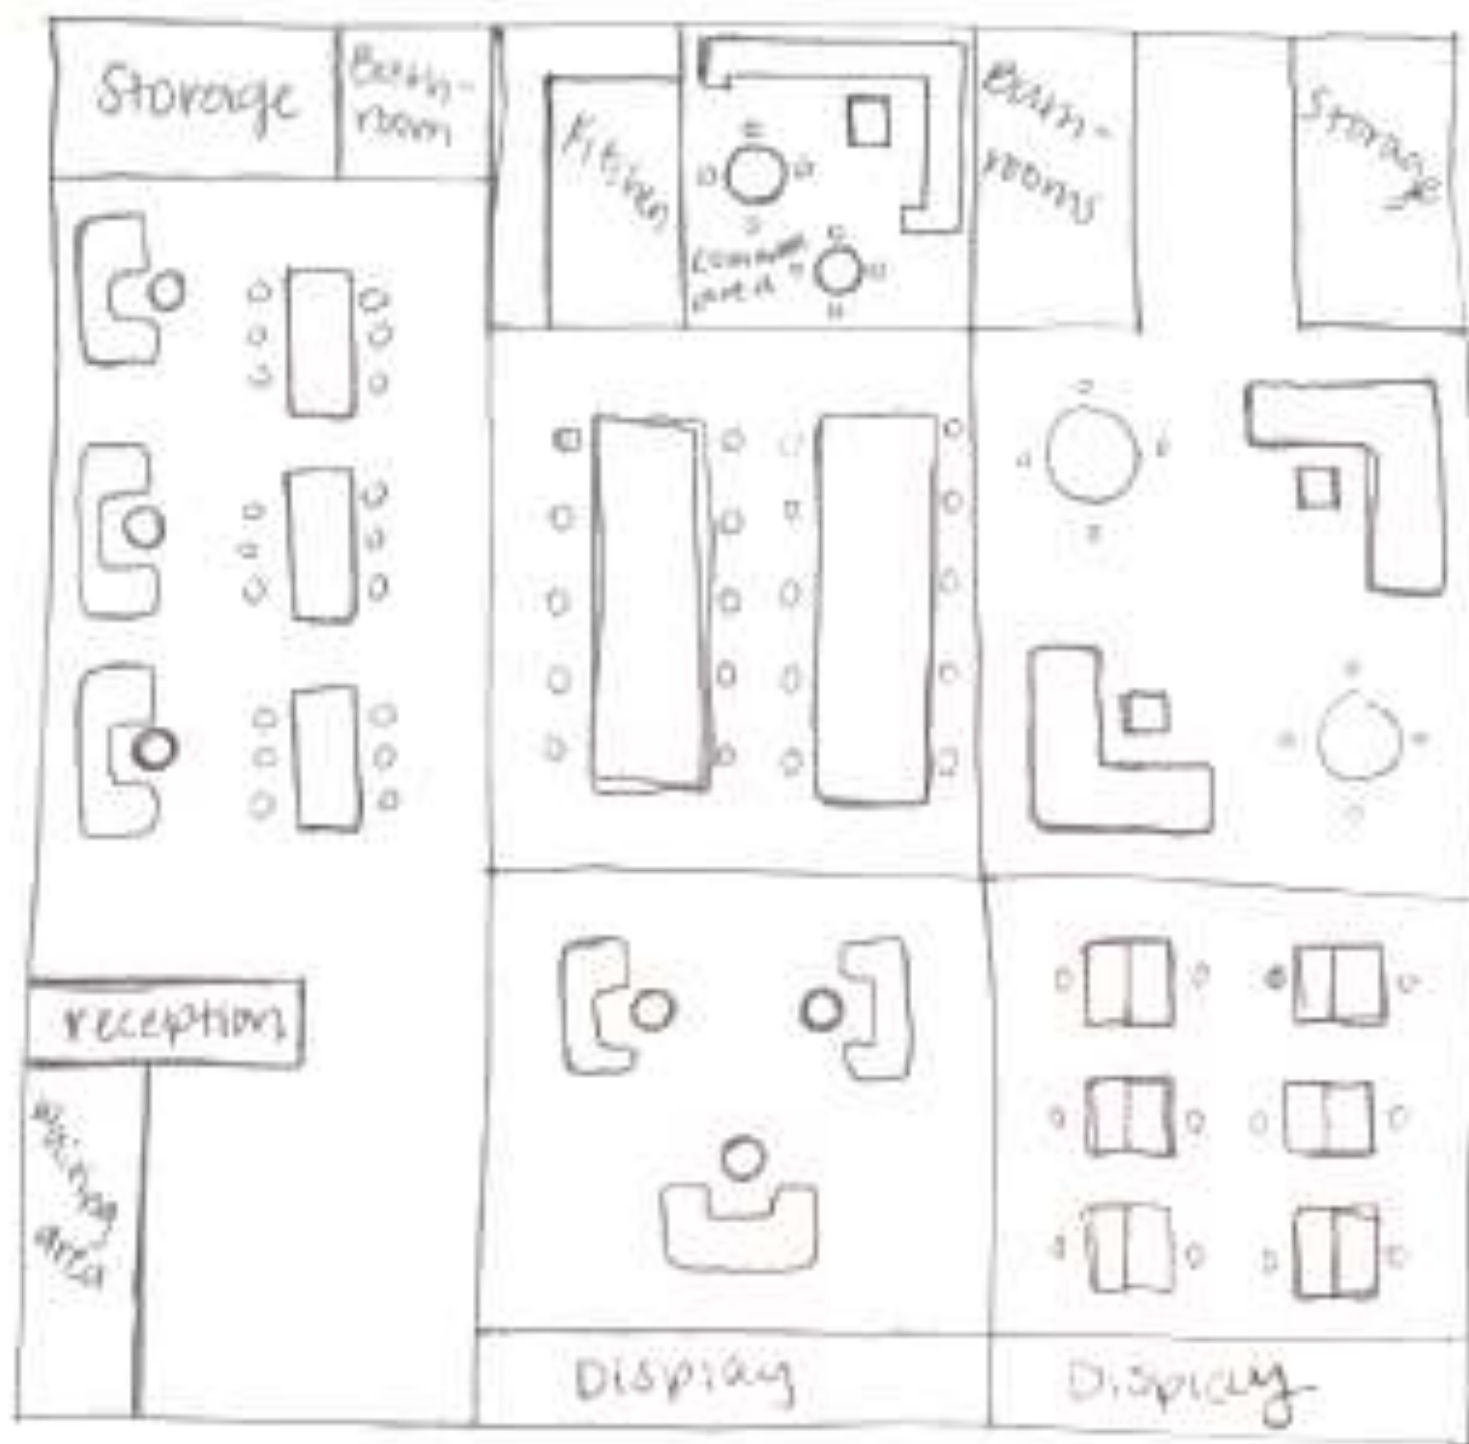 Storage
Bath-
room
Kitchen
common
area
Bath-
rooms
Storage
reception
waiting
area
Display
Display